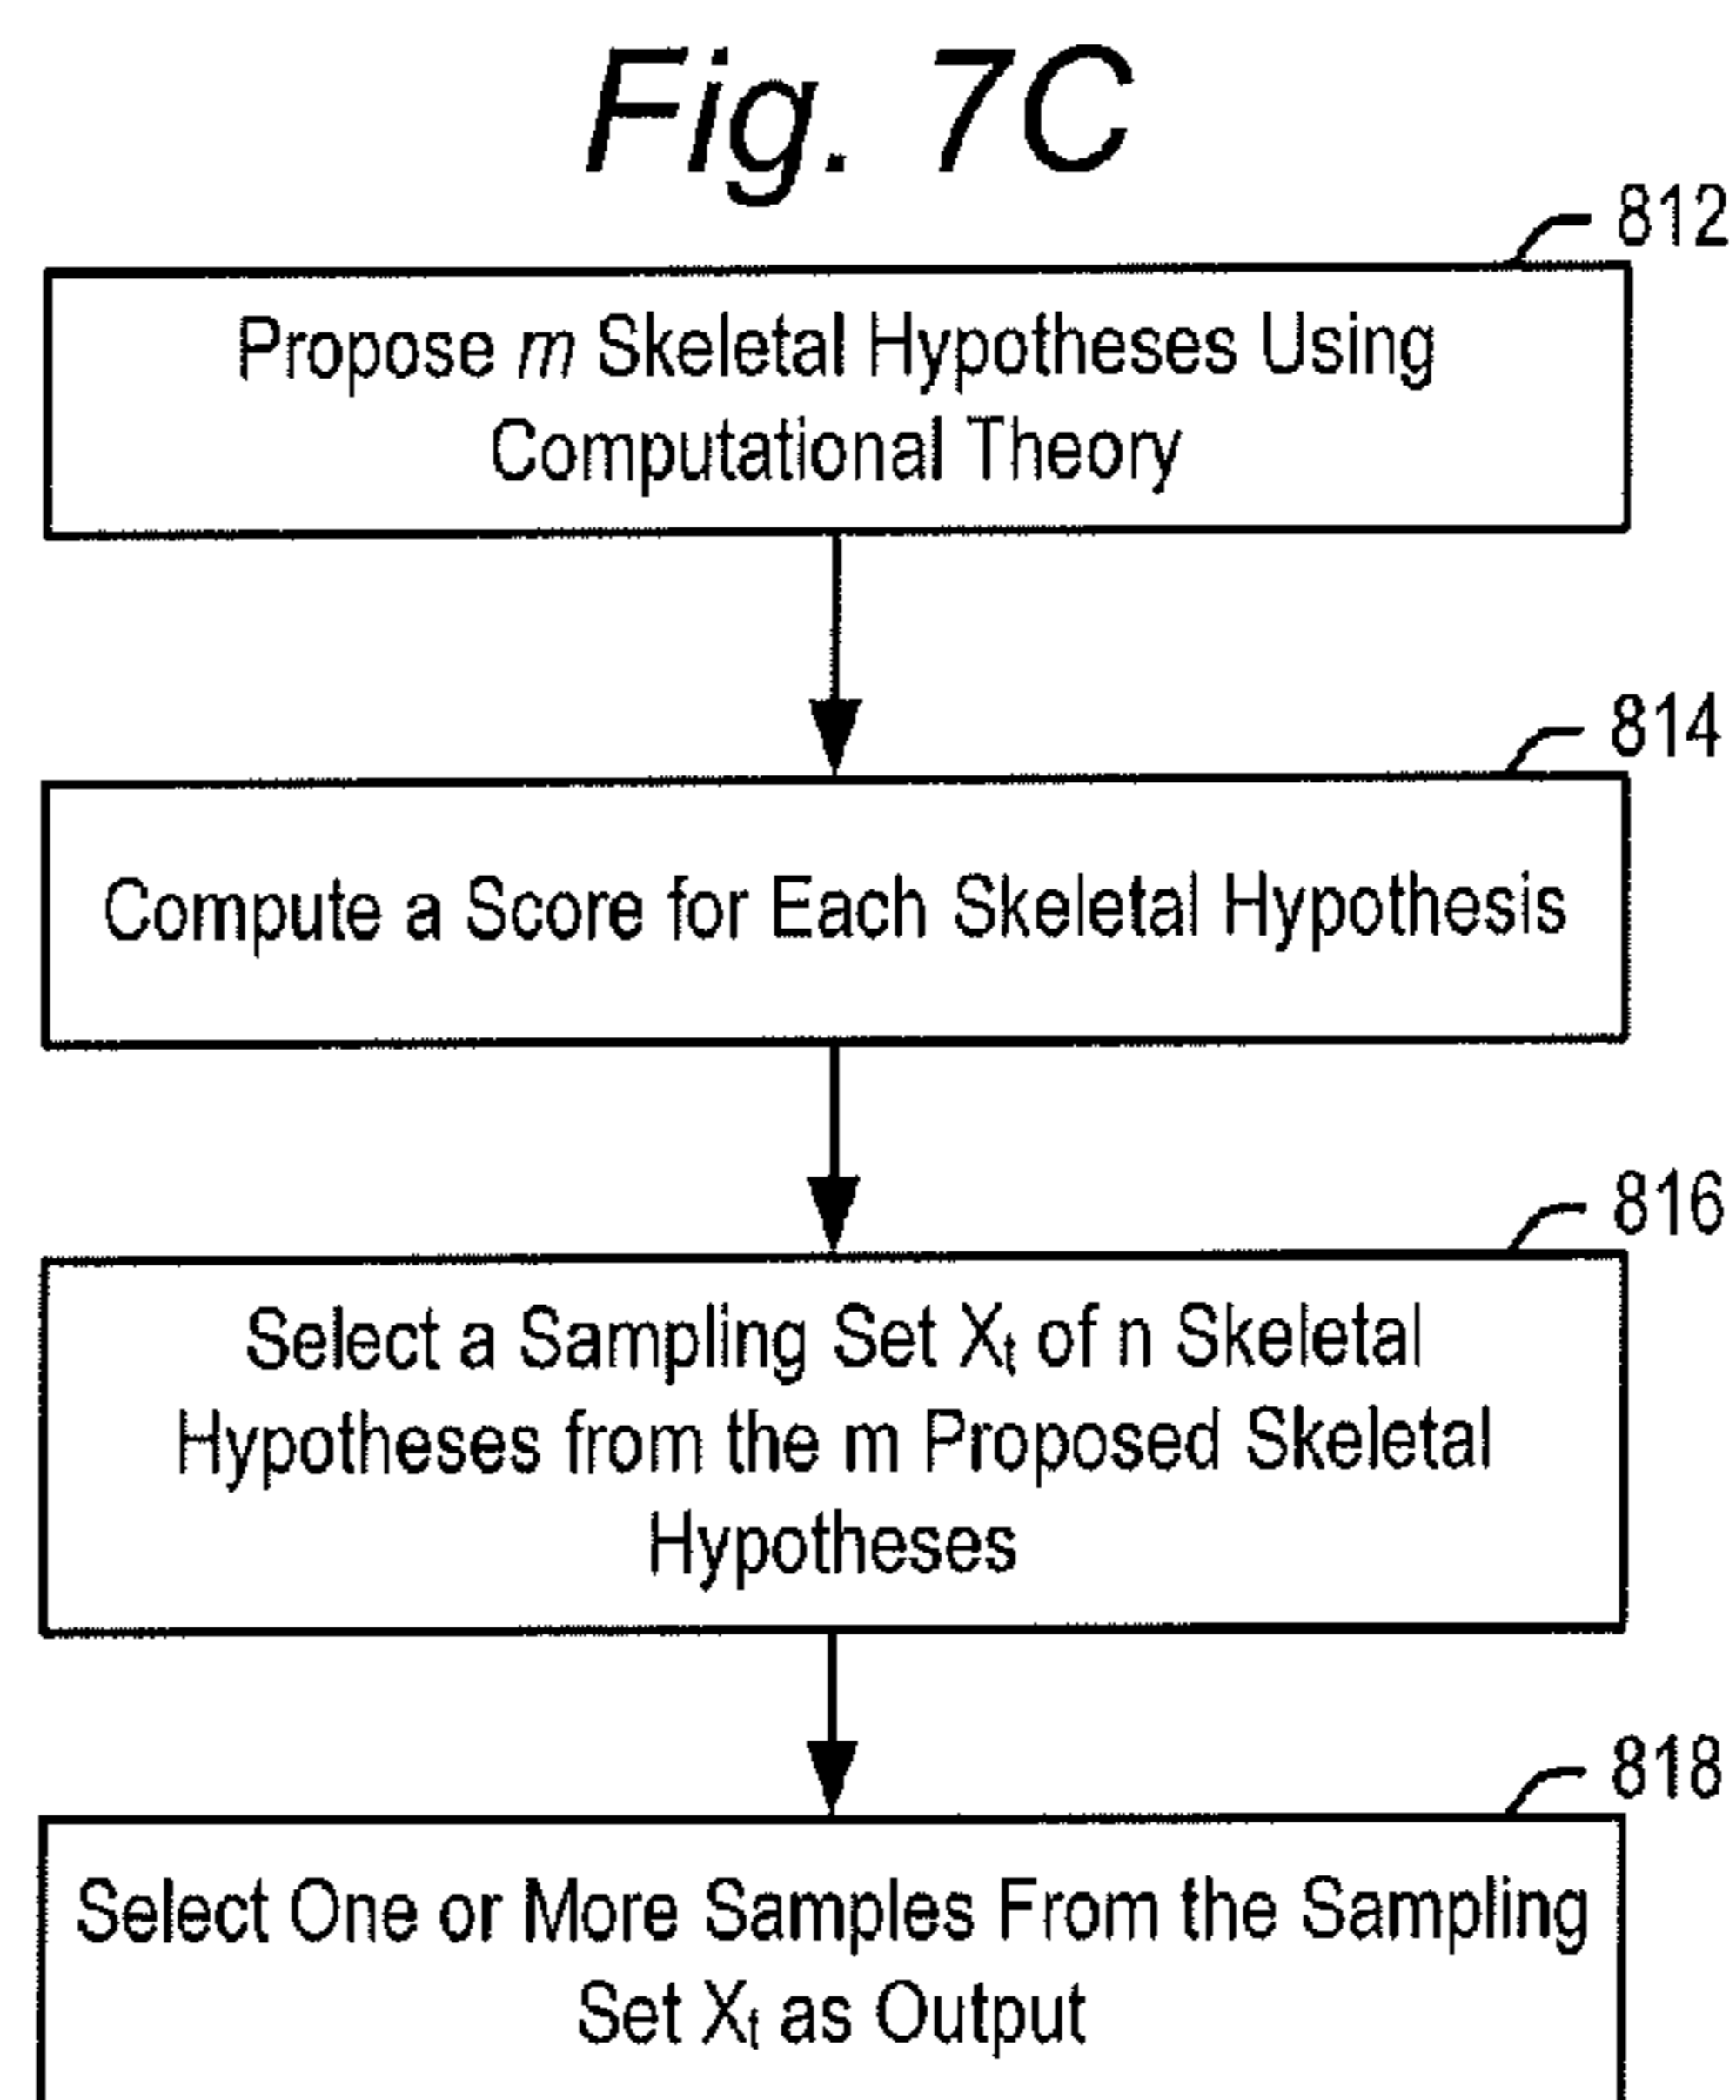 Fig. 7C
812
Propose m Skeletal Hypotheses Using
Computational Theory
814
Compute a Score for Each Skeletal Hypothesis
816
Select a Sampling Set Xt of n Skeletal
Hypotheses from the m Proposed Skeletal
Hypotheses
818
Select One or More Samples From the Sampling
Set Xt as Output